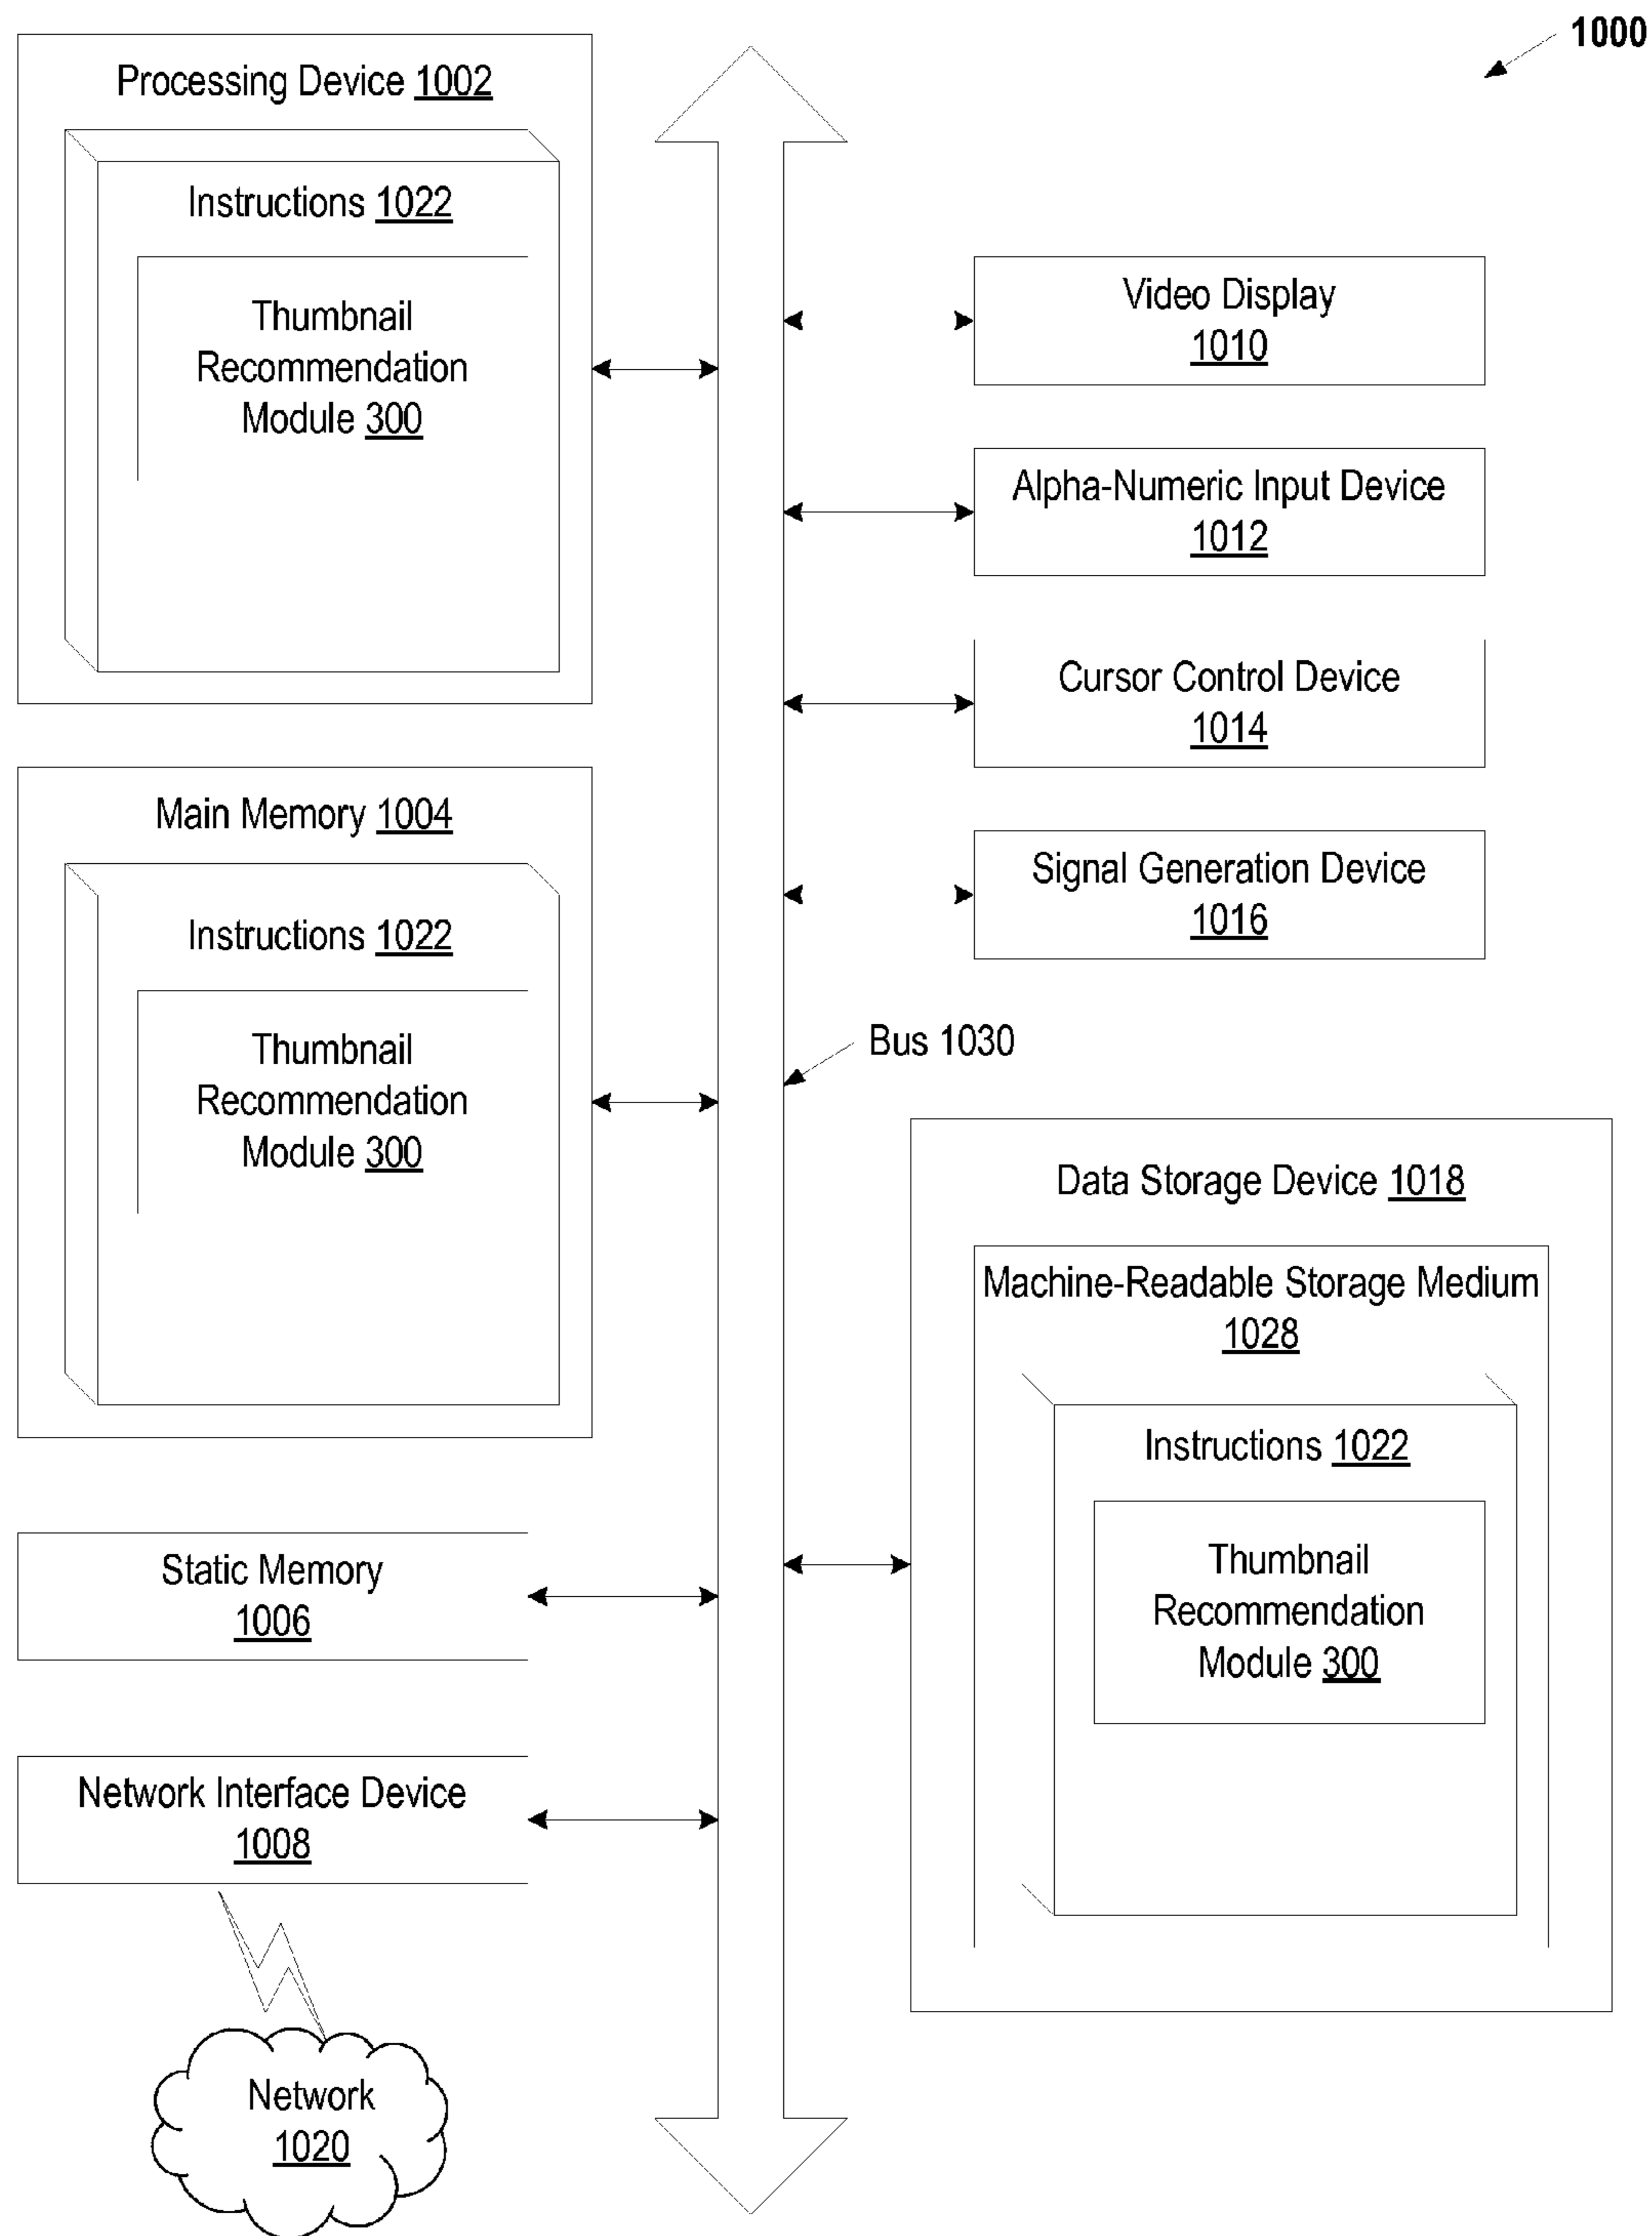 1000
Processing Device 1002
Instructions 1022
Thumbnail
Recommendation
Module 300
Main Memory 1004
Instructions 1022
Thumbnail
Recommendation
Module 300
Static Memory
1006
Network Interface Device
1008
Network
1020
Video Display
1010
Alpha-Numeric Input Device
1012
Cursor Control Device
1014
Signal Generation Device
1016
Bus 1030
Data Storage Device 1018
Machine-Readable Storage Medium
1028
Instructions 1022
Thumbnail
Recommendation
Module 300